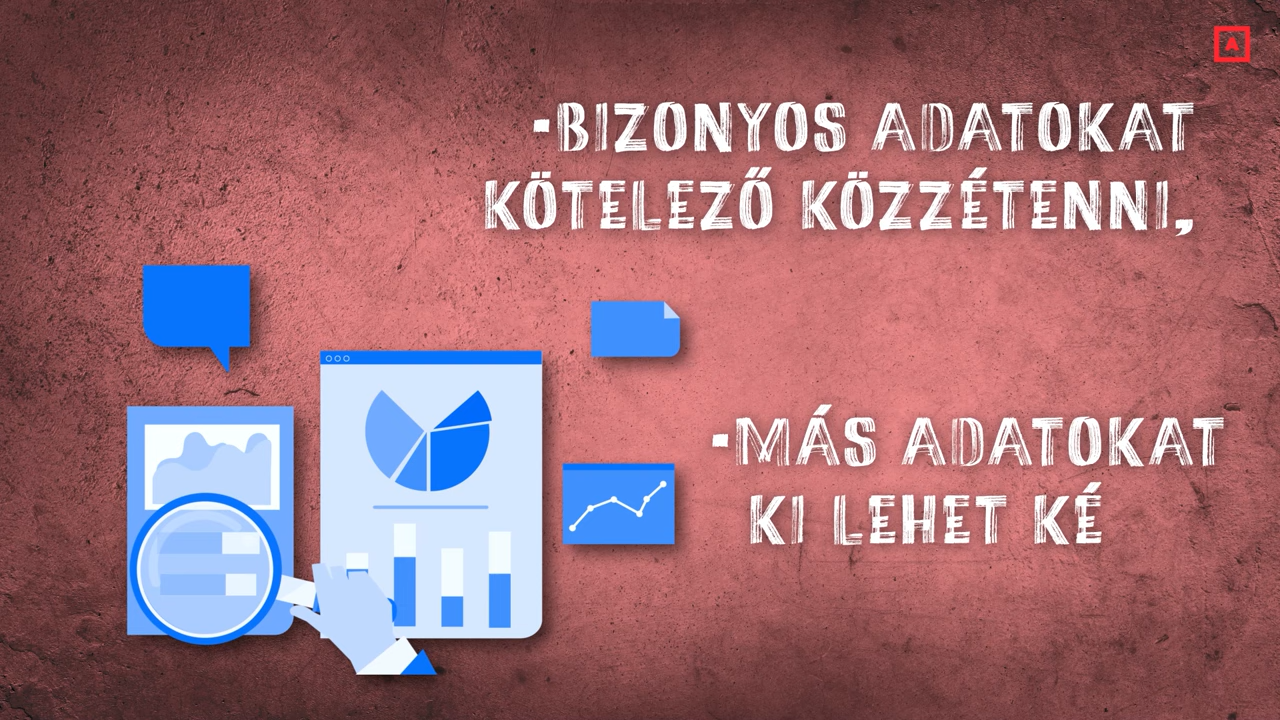 -BIZONYOS ADATOKAT
KÖTELEZŐ KÖZZÉTENNI,
-MÁS ADATOKAT
KI LEHET KÉ
A